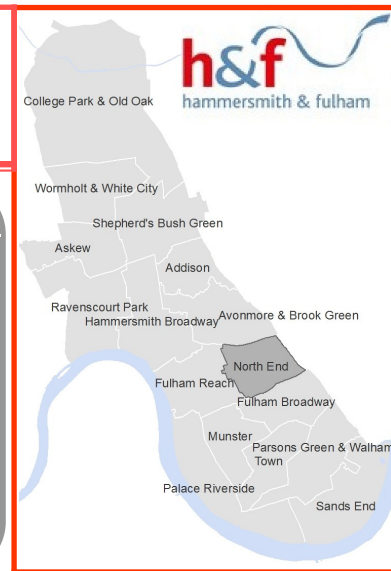 h&f
hammersmith & fulham
College Park & Old Oak
Wormholt & White City
Shepherd's Bush Green
Askew
Addison
Ravenscourt Park
Hammersmith Broadway
Avonmore & Brook Green
North End
Fulham Reach
Fulham Broadway
Munster
Parsons Green & Walham
Town
Palace Riverside
Sands End